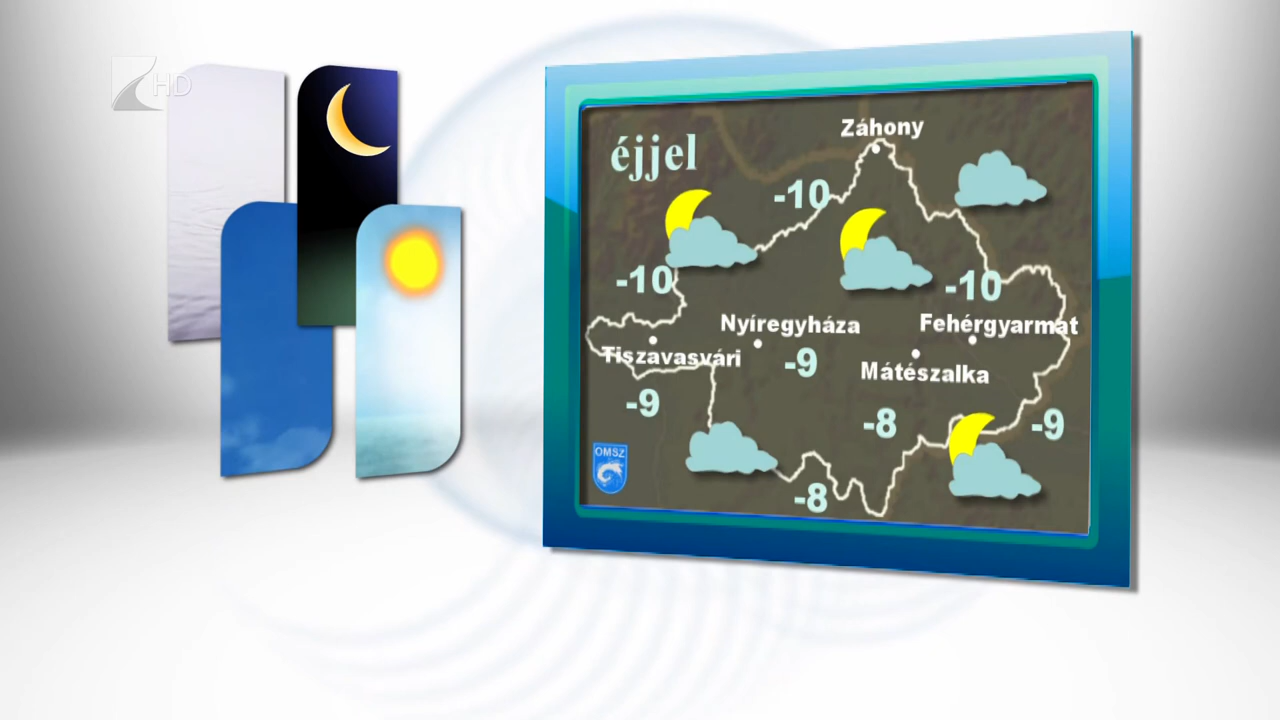 HD
éjjel
Záhony
-10
-10
-10
Nyíregyháza
Fehérgyarmat
Tiszavasvári
-9
Mátészalka
-9
-8
-9
OMSZ
-8